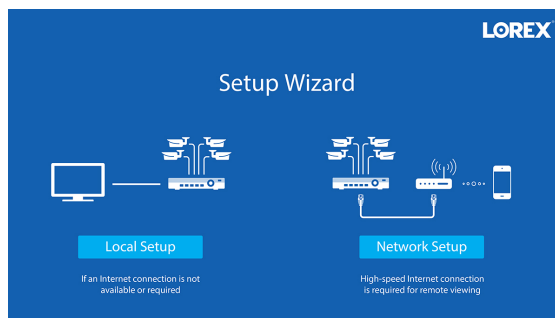 LOREX
Setup Wizard
Local Setup
If an Internet connection is not
available or required
Network Setup
High-speed Internet connection
is required for remote viewing